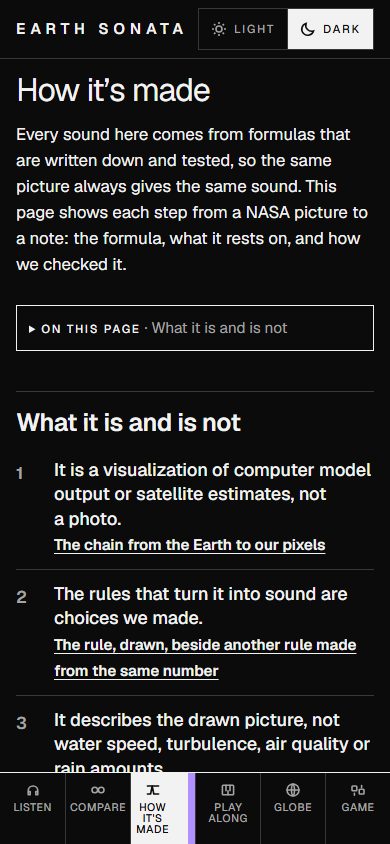 EARTH SONATA
LIGHT
DARK
How it’s made
Every sound here comes from formulas that
are written down and tested, so the same
picture always gives the same sound. This
page shows each step from a NASA picture to
a note: the formula, what it rests on, and how
we checked it.
ON THIS PAGE · What it is and is not
What it is and is not
1
It is a visualization of computer model
output or satellite estimates, not
a photo.
The chain from the Earth to our pixels
2
The rules that turn it into sound are
choices we made.
The rule, drawn, beside another rule made
from the same number
3
It describes the drawn picture, not
water speed, turbulence, air quality or
rain amounts.
LISTEN
COMPARE
HOW
IT'S
MADE
PLAY
ALONG
GLOBE
GAME